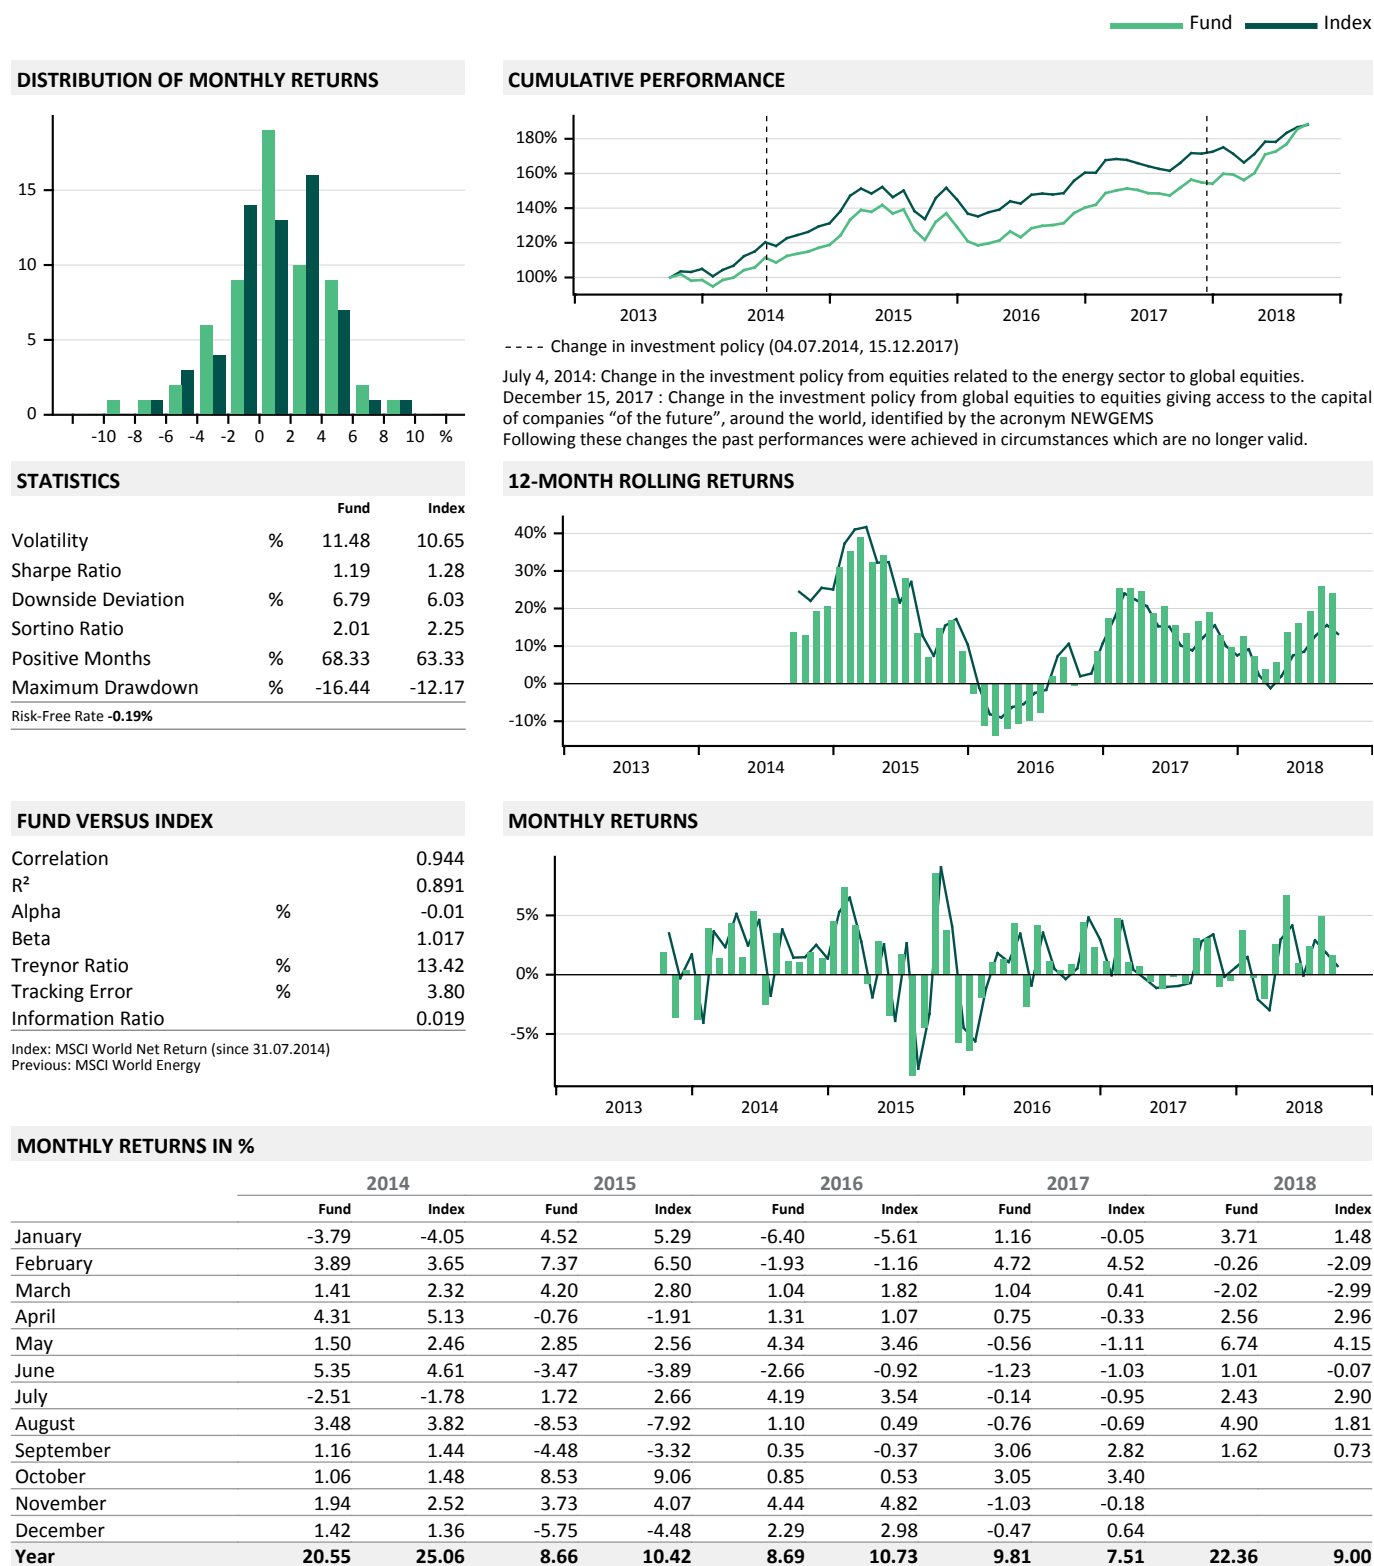 Fund Index
DISTRIBUTION OF MONTHLY RETURNS
15
10
5
0
-10 -8 -6 -4 -2 0 2 4 6 8 10 %
CUMULATIVE PERFORMANCE
180%
160%
140%
120%
100%
2013 2014 2015 2016 2017 2018
---- Change in investment policy (04.07.2014, 15.12.2017)
July 4, 2014: Change in the investment policy from equities related to the energy sector to global equities.
December 15, 2017 : Change in the investment policy from global equities to equities giving access to the capital
of companies “of the future”, around the world, identified by the acronym NEWGEMS
Following these changes the past performances were achieved in circumstances which are no longer valid.
STATISTICS
Fund Index
Volatility % 11.48 10.65
Sharpe Ratio 1.19 1.28
Downside Deviation % 6.79 6.03
Sortino Ratio 2.01 2.25
Positive Months % 68.33 63.33
Maximum Drawdown % -16.44 -12.17
Risk-Free Rate -0.19%
12-MONTH ROLLING RETURNS
40%
30%
20%
10%
0%
-10%
2013 2014 2015 2016 2017 2018
FUND VERSUS INDEX
Correlation 0.944
R² 0.891
Alpha % -0.01
Beta 1.017
Treynor Ratio % 13.42
Tracking Error % 3.80
Information Ratio 0.019
Index: MSCI World Net Return (since 31.07.2014)
Previous: MSCI World Energy
MONTHLY RETURNS
5%
0%
-5%
2013 2014 2015 2016 2017 2018
MONTHLY RETURNS IN %
2014 2015 2016 2017 2018
Fund Index Fund Index Fund Index Fund Index Fund Index
January -3.79 -4.05 4.52 5.29 -6.40 -5.61 1.16 -0.05 3.71 1.48
February 3.89 3.65 7.37 6.50 -1.93 -1.16 4.72 4.52 -0.26 -2.09
March 1.41 2.32 4.20 2.80 1.04 1.82 1.04 0.41 -2.02 -2.99
April 4.31 5.13 -0.76 -1.91 1.31 1.07 0.75 -0.33 2.56 2.96
May 1.50 2.46 2.85 2.56 4.34 3.46 -0.56 -1.11 6.74 4.15
June 5.35 4.61 -3.47 -3.89 -2.66 -0.92 -1.23 -1.03 1.01 -0.07
July -2.51 -1.78 1.72 2.66 4.19 3.54 -0.14 -0.95 2.43 2.90
August 3.48 3.82 -8.53 -7.92 1.10 0.49 -0.76 -0.69 4.90 1.81
September 1.16 1.44 -4.48 -3.32 0.35 -0.37 3.06 2.82 1.62 0.73
October 1.06 1.48 8.53 9.06 0.85 0.53 3.05 3.40
November 1.94 2.52 3.73 4.07 4.44 4.82 -1.03 -0.18
December 1.42 1.36 -5.75 -4.48 2.29 2.98 -0.47 0.64
Year 20.55 25.06 8.66 10.42 8.69 10.73 9.81 7.51 22.36 9.00